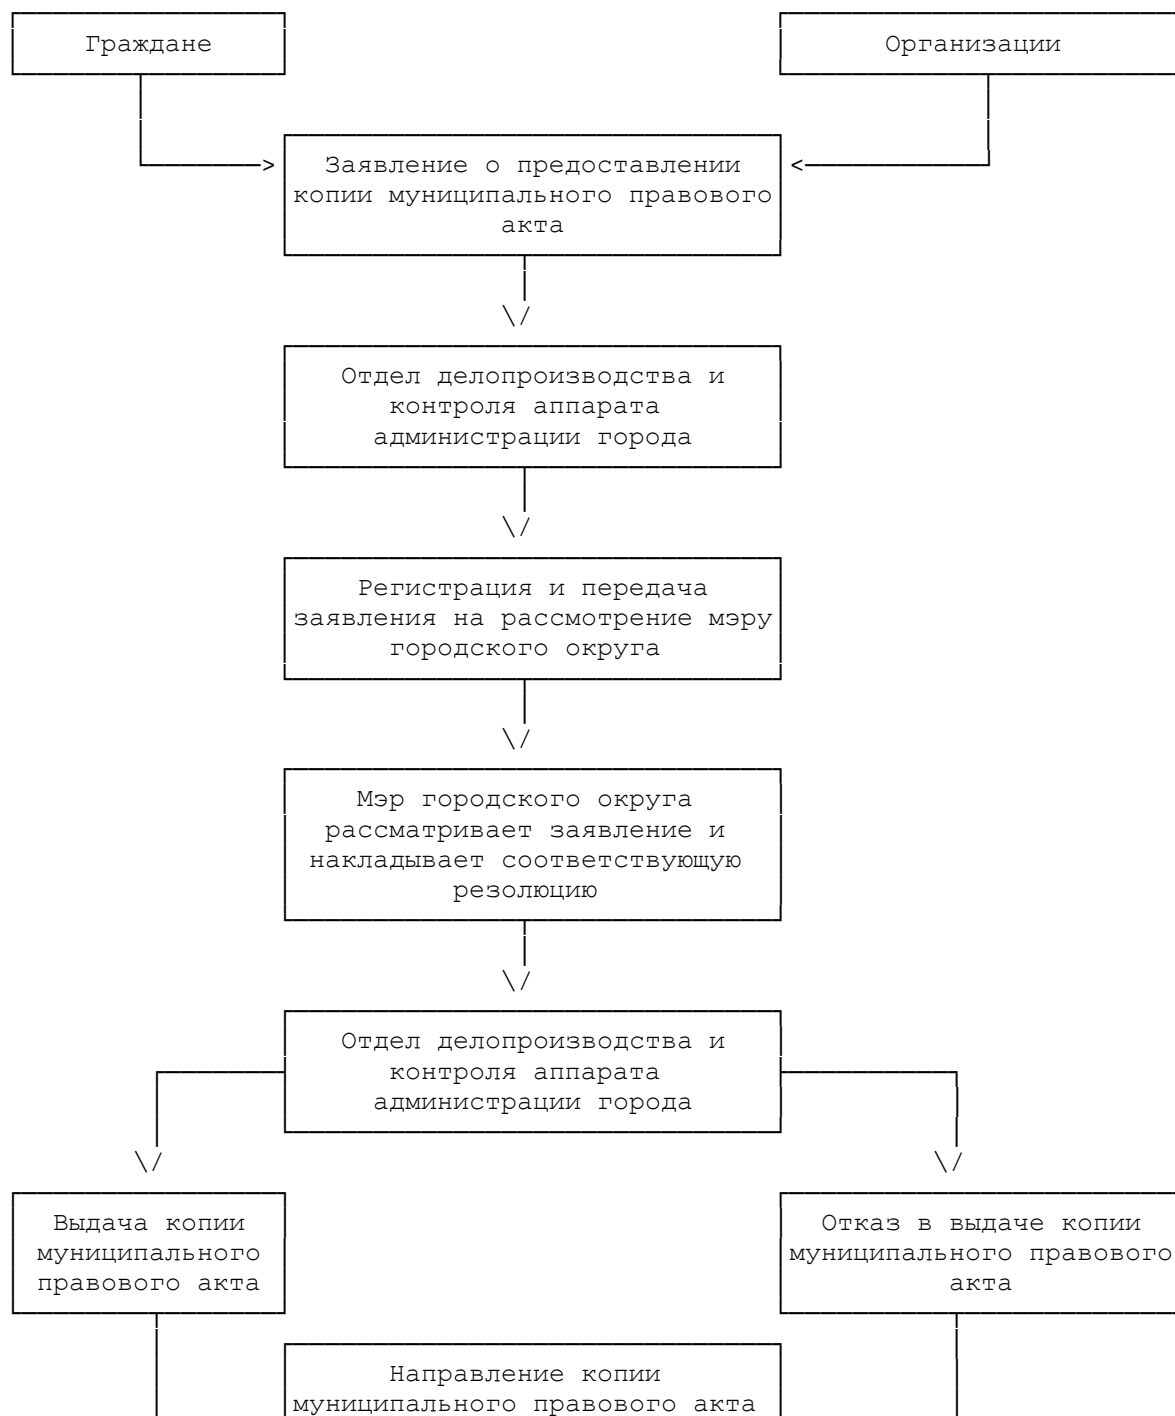 Граждане
Организации
Заявление о предоставлении
копии муниципального правового
акта
Отдел делопроизводства и
контроля аппарата
администрации города
Регистрация и передача
заявления на рассмотрение мэру
городского округа
Мэр городского округа
рассматривает заявление и
накладывает соответствующую
резолюцию
Отдел делопроизводства и
контроля аппарата
администрации города
Выдача копии
муниципального
правового акта
Отказ в выдаче копии
муниципального правового
акта
Направление копии
муниципального правового акта